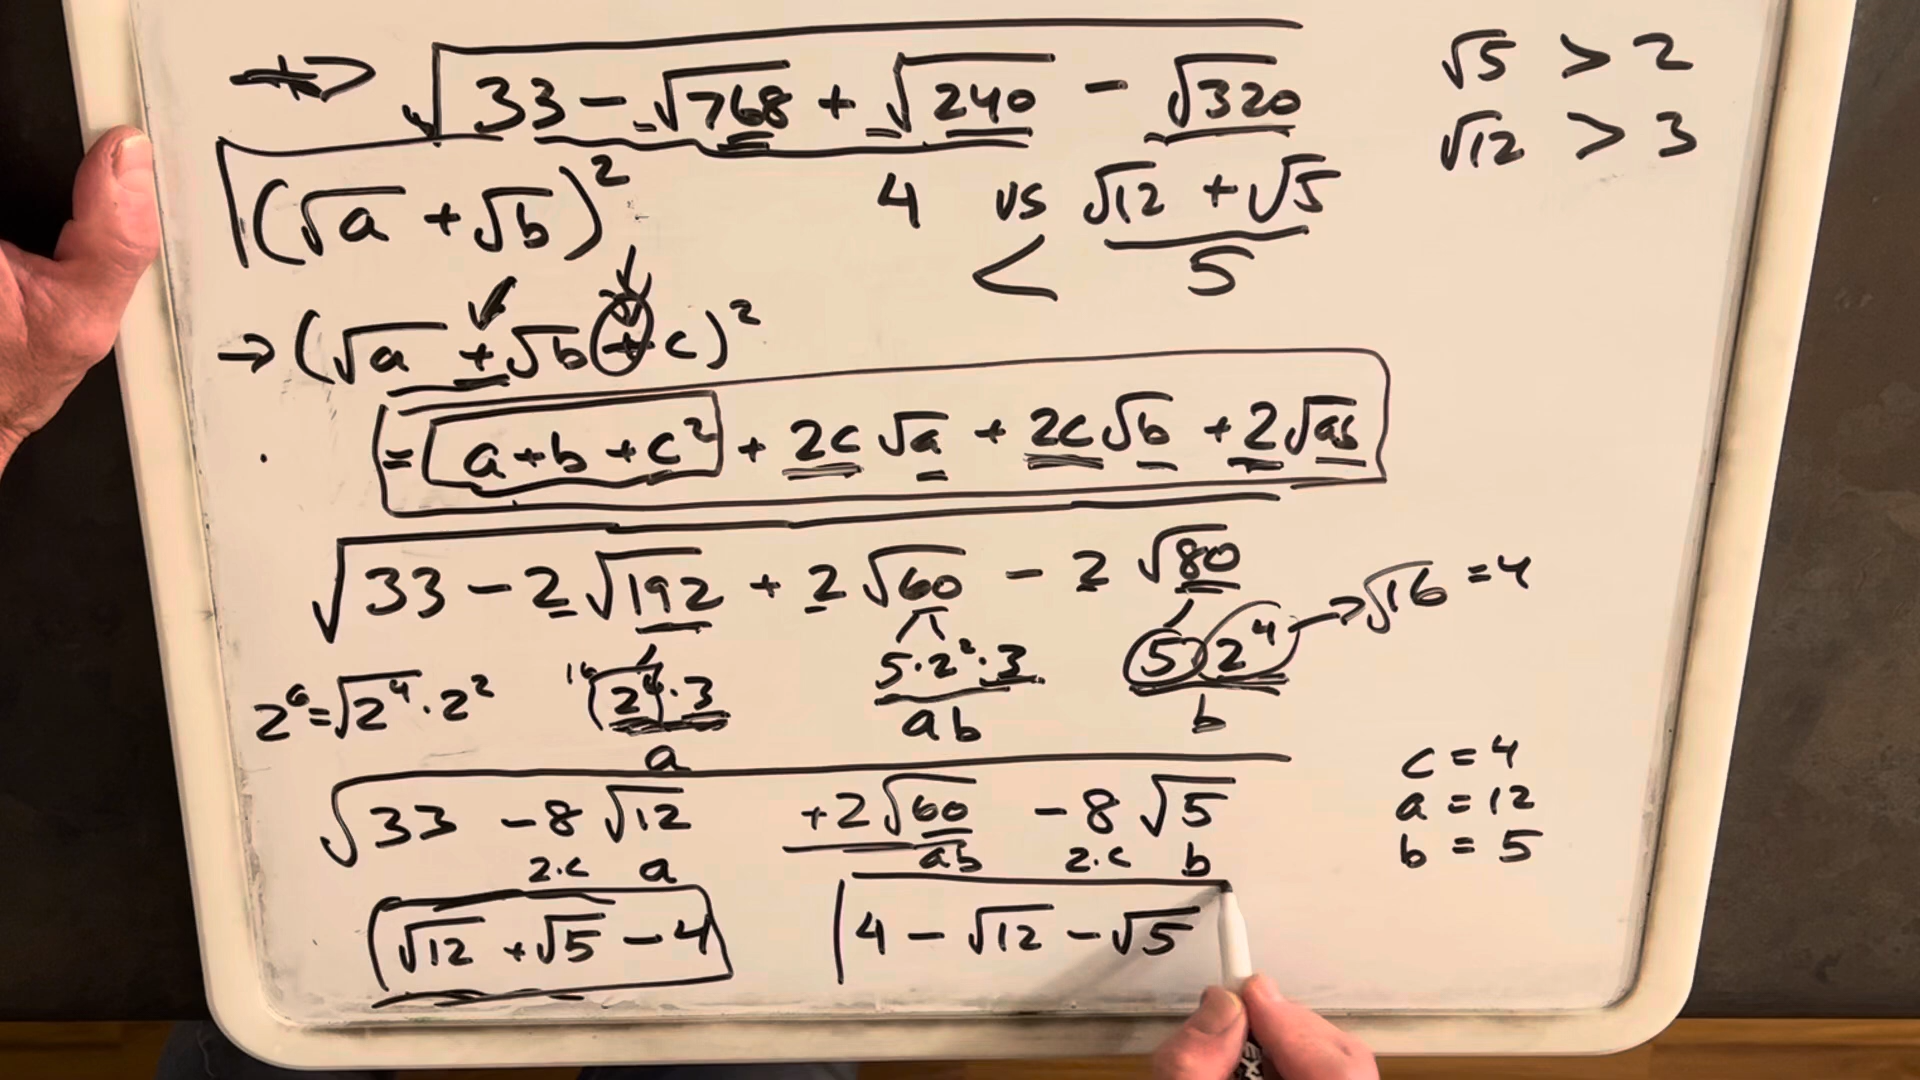 ⇒ √(33 - √768 + √240 - √320)
√5 > 2
√12 > 3
(√a + √b)²
4 vs √12 + √5
< 5
→ (√a + √b + c)²
= a+b+c² + 2c√a + 2c√b + 2√ab
√(33 - 2√192 + 2√60 - 2√80)
→ √16 = 4
2⁶ = √2⁴ · 2²
2⁴ · 3
5 · 2² · 3
5 2⁴
a
ab
b
c = 4
a = 12
b = 5
√(33 - 8√12 + 2√60 - 8√5)
2·c a ab 2·c b
√12 + √5 - 4
4 - √12 - √5